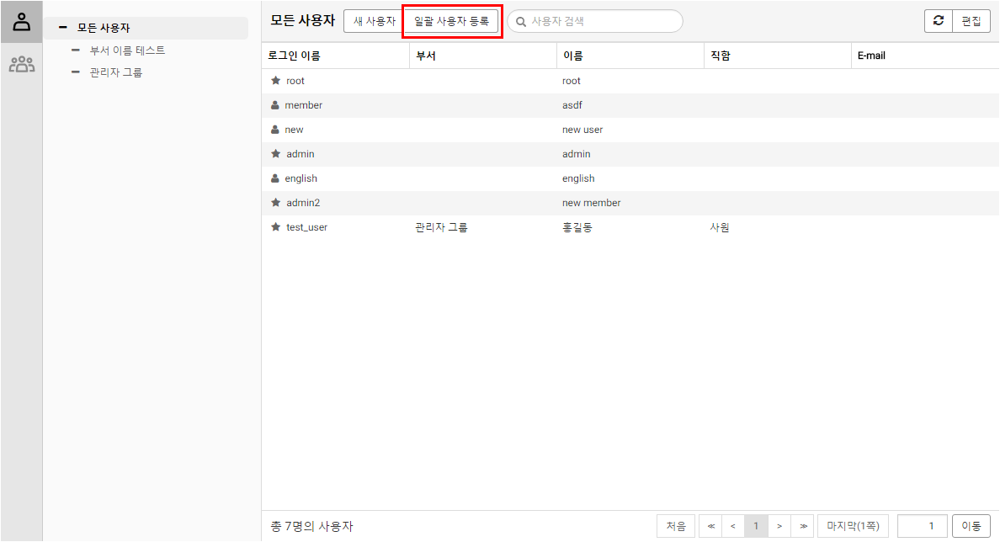 모든 사용자
부서 이름 테스트
관리자 그룹
모든 사용자 새 사용자 일괄 사용자 등록 사용자 검색 편집
로그인 이름 부서 이름 직함 E-mail
root root
member asdf
new new user
admin admin
english english
admin2 new member
test_user 관리자 그룹 홍길동 사원
총 7명의 사용자 처음 ≪ < 1 > ≫ 마지막(1쪽) 1 이동